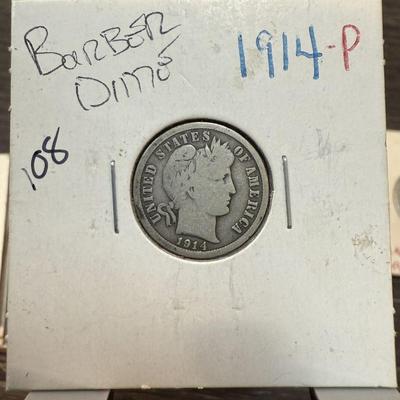 BARBER
DIME
1914-P
108
UNITED STATES OF AMERICA
1914